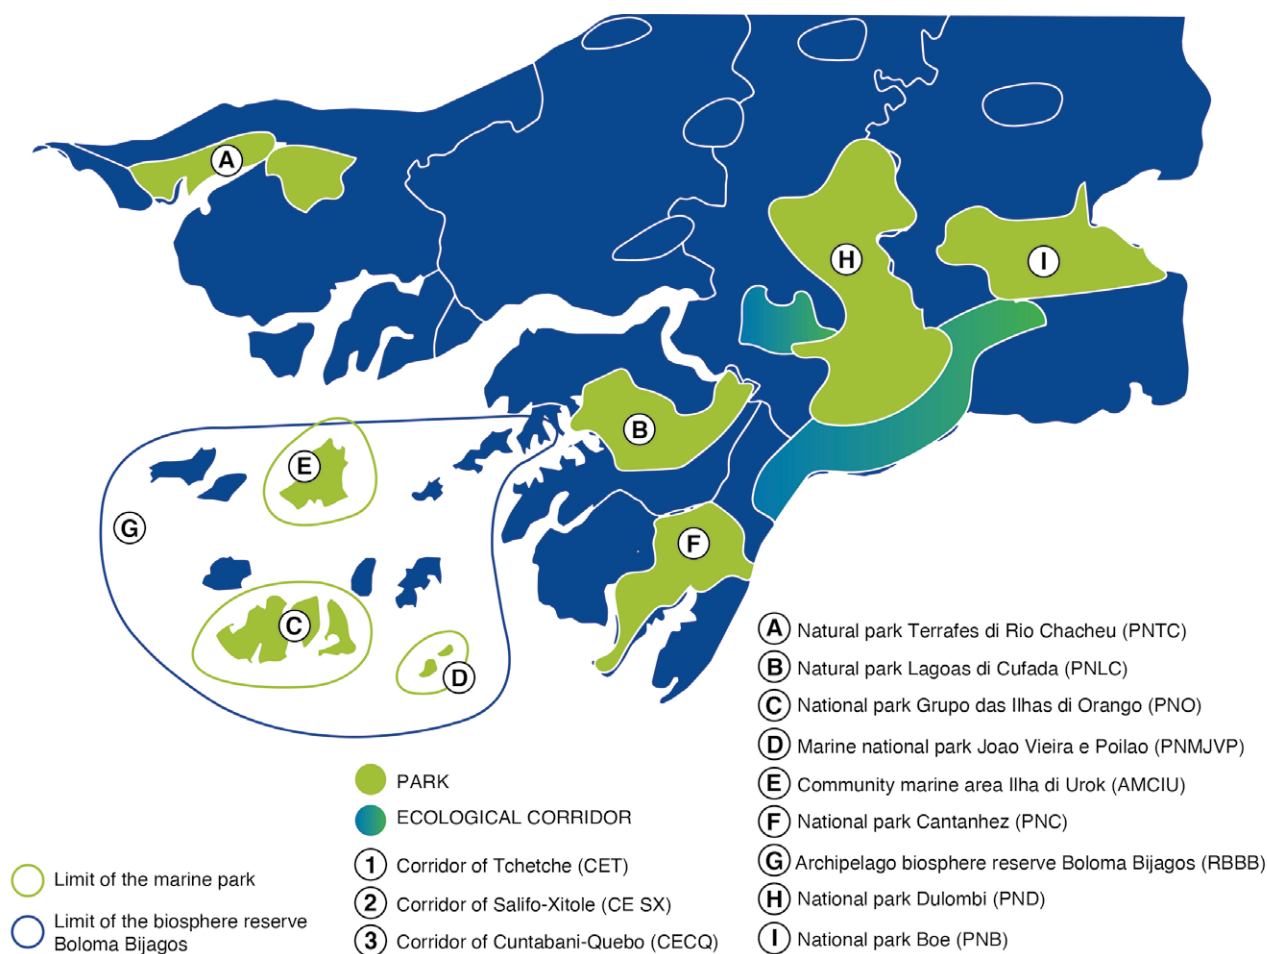 A
H
I
B
E
G
F
C
D
A Natural park Terrafes di Rio Chacheu (PNTC)
B Natural park Lagoas di Cufada (PNLC)
C National park Grupo das Ilhas di Orango (PNO)
D Marine national park Joao Vieira e Poilao (PNMJVP)
E Community marine area Ilha di Urok (AMCIU)
F National park Cantanhez (PNC)
G Archipelago biosphere reserve Boloma Bijagos (RBBB)
H National park Dulombi (PND)
I National park Boe (PNB)
PARK
ECOLOGICAL CORRIDOR
1 Corridor of Tchetche (CET)
2 Corridor of Salifo-Xitole (CE SX)
3 Corridor of Cuntabani-Quebo (CECQ)
Limit of the marine park
Limit of the biosphere reserve
Boloma Bijagos